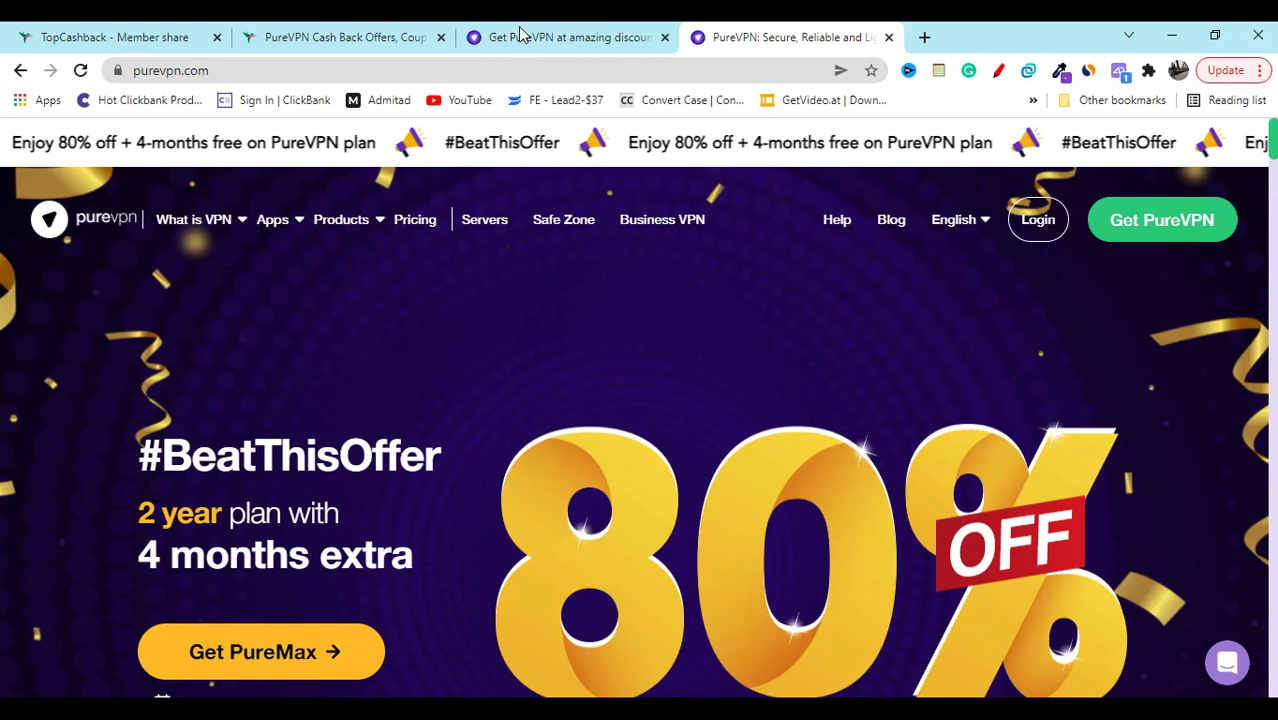 TopCashback - Member share
PureVPN Cash Back Offers, Coup
Get PureVPN at amazing discoun
PureVPN: Secure, Reliable and Li
purevpn.com
Update
Apps
Hot Clickbank Prod...
Sign In | ClickBank
Admitad
YouTube
FE - Lead2-$37
Convert Case | Con...
GetVideo.at | Down...
»
Other bookmarks
Reading list
Enjoy 80% off + 4-months free on PureVPN plan #BeatThisOffer Enjoy 80% off + 4-months free on PureVPN plan #BeatThisOffer Enj
purevpn
What is VPN
Apps
Products
Pricing
Servers
Safe Zone
Business VPN
Help
Blog
English
Login
Get PureVPN
#BeatThisOffer
2 year plan with
4 months extra
Get PureMax →
80%
OFF